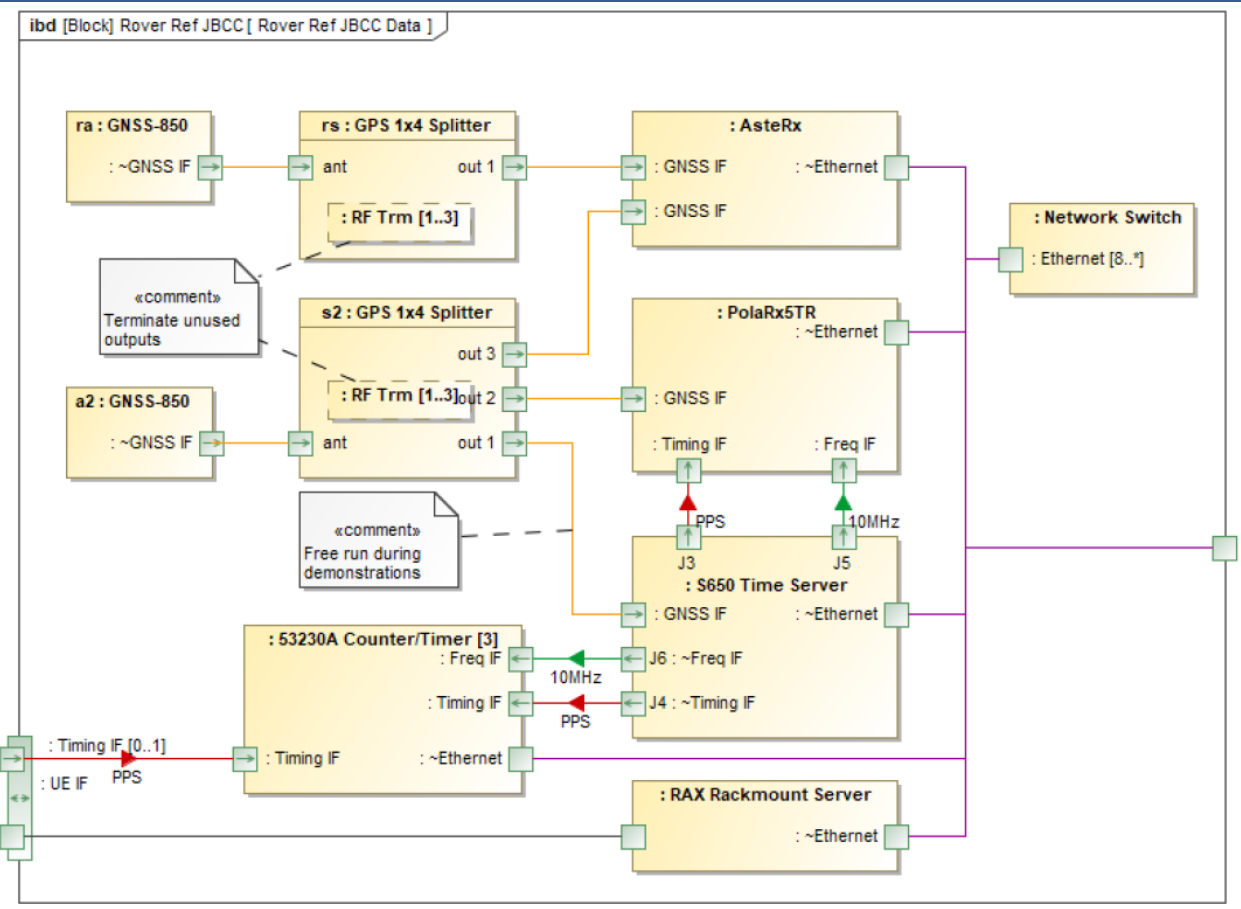 ibd [Block] Rover Ref JBCC [ Rover Ref JBCC Data ]
ra : GNSS-850
: ~GNSS IF
rs : GPS 1x4 Splitter
ant
out 1
: RF Trm [1..3]
: AsteRx
: GNSS IF
: ~Ethernet
: GNSS IF
: Network Switch
: Ethernet [8..*]
«comment»
Terminate unused
outputs
s2 : GPS 1x4 Splitter
out 3
: RF Trm [1..3]
out 2
ant
out 1
a2 : GNSS-850
: ~GNSS IF
: PolaRx5TR
: ~Ethernet
: GNSS IF
: Timing IF
: Freq IF
PPS
10MHz
«comment»
Free run during
demonstrations
J3
J5
: S650 Time Server
: GNSS IF
: ~Ethernet
J6 : ~Freq IF
J4 : ~Timing IF
: 53230A Counter/Timer [3]
: Freq IF
10MHz
: Timing IF
PPS
: Timing IF
: ~Ethernet
: Timing IF [0..1]
PPS
: UE IF
: RAX Rackmount Server
: ~Ethernet